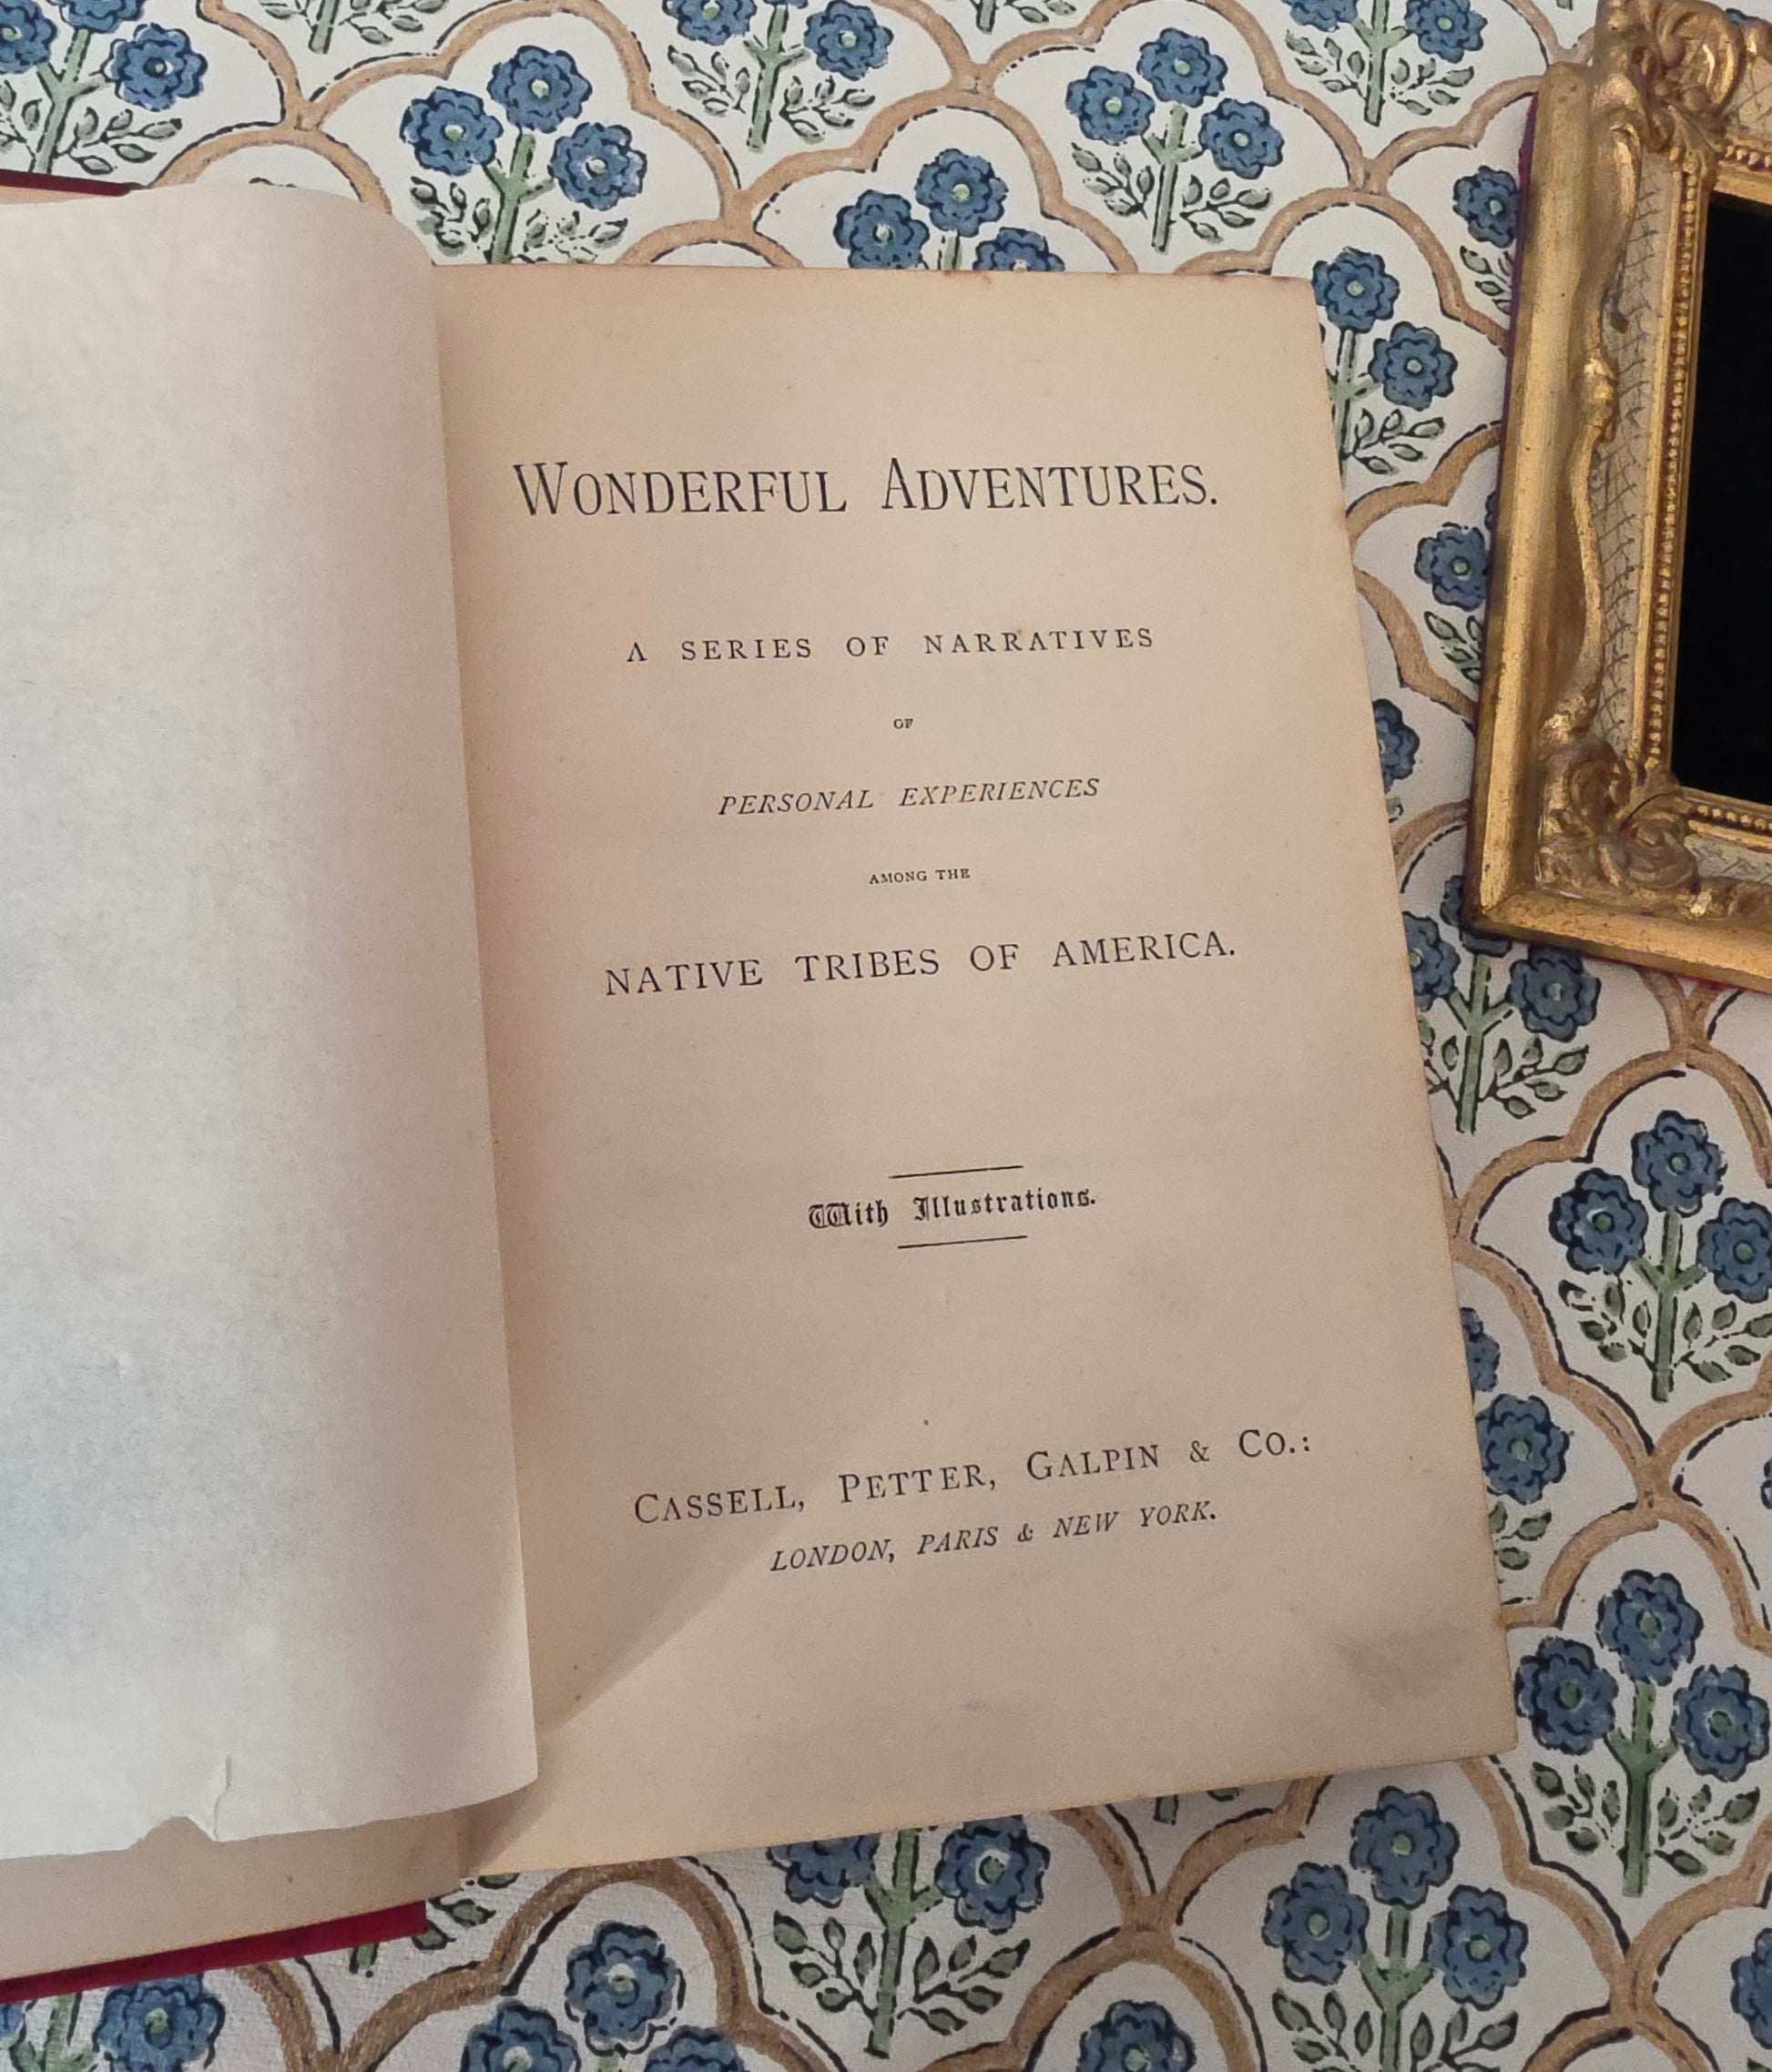 WONDERFUL ADVENTURES.
A SERIES OF NARRATIVES
OF
PERSONAL EXPERIENCES
AMONG THE
NATIVE TRIBES OF AMERICA.
With Illustrations.
CASSELL, PETTER, GALPIN & CO.:
LONDON, PARIS & NEW YORK.